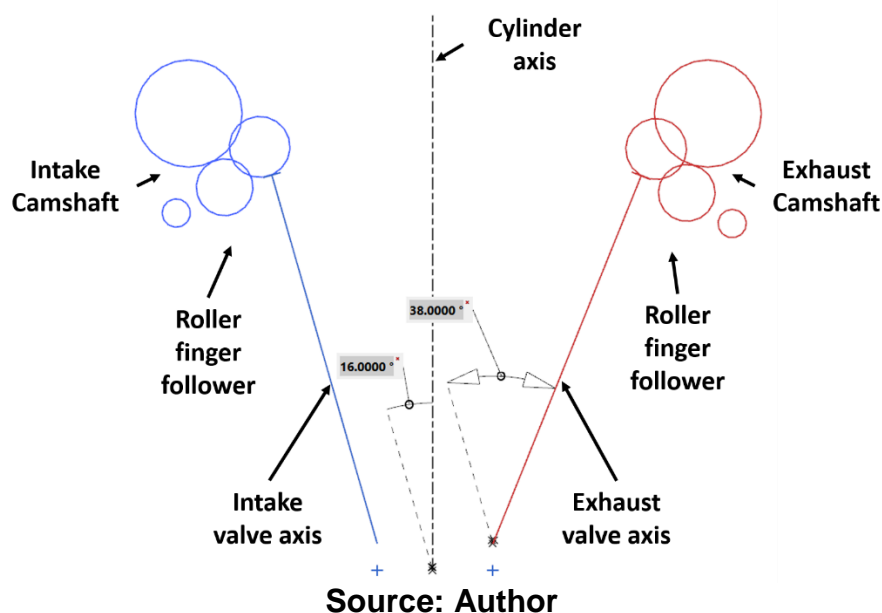 Cylinder
axis
Intake
Camshaft
Exhaust
Camshaft
Roller
finger
follower
Roller
finger
follower
38.0000 °
16.0000 °
Intake
valve axis
Exhaust
valve axis
Source: Author